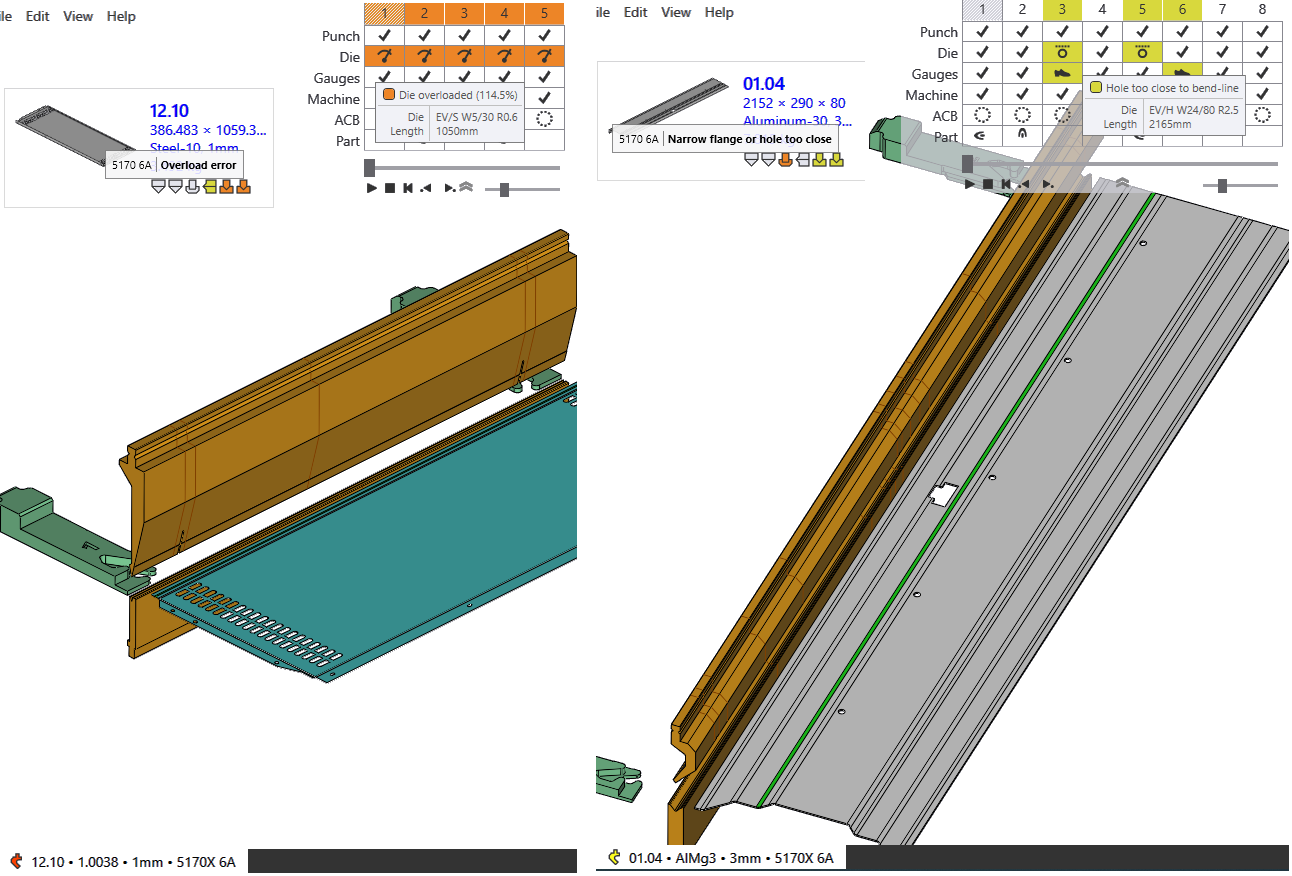 ile Edit View Help
1 2 3 4 5
Punch
Die
Gauges
Machine
ACB
Part
Die overloaded (114.5%)
Die EV/S W5/30 R0.6
Length 1050mm
12.10
386.483 × 1059.3...
Steel-10, 1mm
5170 6A Overload error
12.10 • 1.0038 • 1mm • 5170X 6A
ile Edit View Help
1 2 3 4 5 6 7 8
Punch
Die
Gauges
Machine
ACB
Part
Hole too close to bend-line
Die EV/H W24/80 R2.5
Length 2165mm
01.04
2152 × 290 × 80
Aluminum-30, 3...
5170 6A Narrow flange or hole too close
01.04 • AlMg3 • 3mm • 5170X 6A